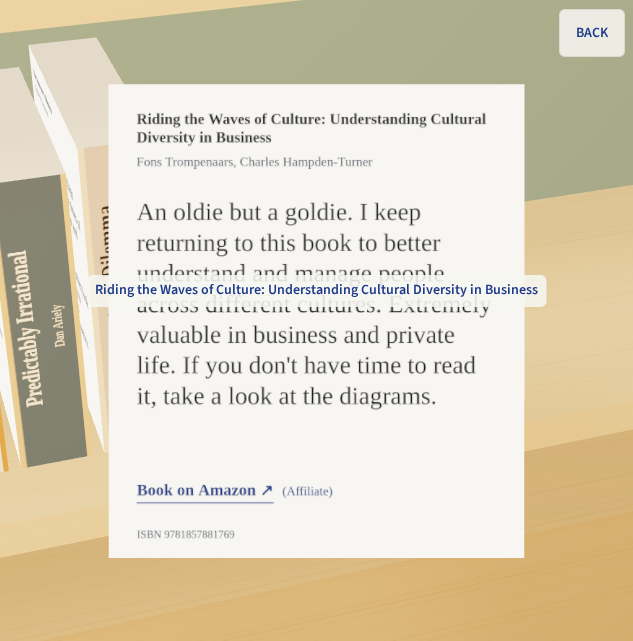 BACK
Riding the Waves of Culture: Understanding Cultural
Diversity in Business
Fons Trompenaars, Charles Hampden-Turner
An oldie but a goldie. I keep
returning to this book to better
understand and manage people
Riding the Waves of Culture: Understanding Cultural Diversity in Business
across different cultures. Extremely
valuable in business and private
life. If you don't have time to read
it, take a look at the diagrams.
Book on Amazon ↗ (Affiliate)
ISBN 9781857881769
Predictably Irrational
Dan Ariely
Dilemma